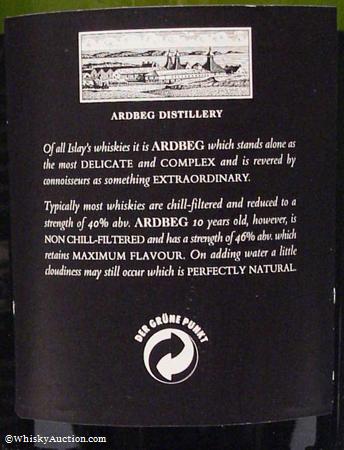 ARDBEG DISTILLERY
Of all Islay's whiskies it is ARDBEG which stands alone as
the most DELICATE and COMPLEX and is revered by
connoisseurs as something EXTRAORDINARY.
Typically most whiskies are chill-filtered and reduced to a
strength of 40% abv. ARDBEG 10 years old, however, is
NON CHILL-FILTERED and has a strength of 46% abv. which
retains MAXIMUM FLAVOUR. On adding water a little
cloudiness may still occur which is PERFECTLY NATURAL.
DER GRÜNE PUNKT
©WhiskyAuction.com